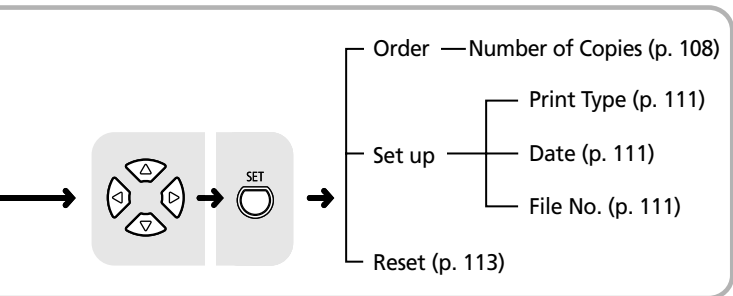 Order
Number of Copies (p. 108)
Print Type (p. 111)
SET
Set up
Date (p. 111)
File No. (p. 111)
Reset (p. 113)